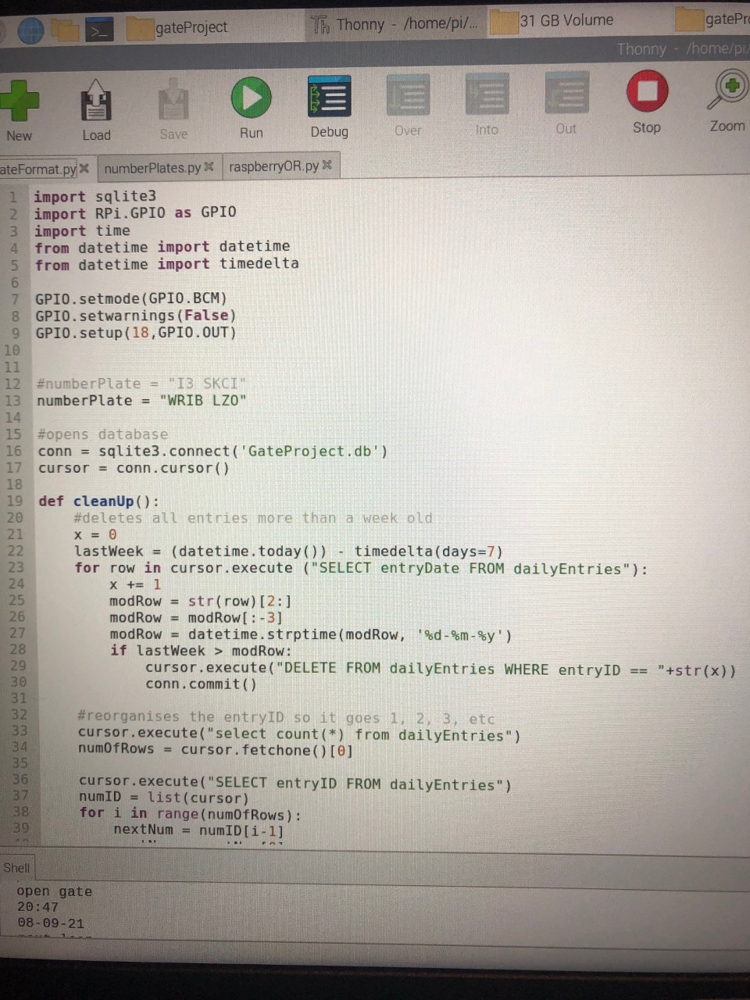 gateProject
Thonny - /home/pi/...
31 GB Volume
gatePro
Thonny - /home/pi/
New
Load
Save
Run
Debug
Over
Into
Out
Stop
Zoom
ateFormat.py ×
numberPlates.py ×
raspberryOR.py ×
1 import sqlite3
2 import RPi.GPIO as GPIO
3 import time
4 from datetime import datetime
5 from datetime import timedelta
6
7 GPIO.setmode(GPIO.BCM)
8 GPIO.setwarnings(False)
9 GPIO.setup(18,GPIO.OUT)
10
11
12 #numberPlate = "I3 SKCI"
13 numberPlate = "WRIB LZO"
14
15 #opens database
16 conn = sqlite3.connect('GateProject.db')
17 cursor = conn.cursor()
18
19 def cleanUp():
20 #deletes all entries more than a week old
21 x = 0
22 lastWeek = (datetime.today()) - timedelta(days=7)
23 for row in cursor.execute ("SELECT entryDate FROM dailyEntries"):
24 x += 1
25 modRow = str(row)[2:]
26 modRow = modRow[:-3]
27 modRow = datetime.strptime(modRow, '%d-%m-%y')
28 if lastWeek > modRow:
29 cursor.execute("DELETE FROM dailyEntries WHERE entryID == "+str(x))
30 conn.commit()
31
32 #reorganises the entryID so it goes 1, 2, 3, etc
33 cursor.execute("select count(*) from dailyEntries")
34 numOfRows = cursor.fetchone()[0]
35
36 cursor.execute("SELECT entryID FROM dailyEntries")
37 numID = list(cursor)
38 for i in range(numOfRows):
39 nextNum = numID[i-1]
Shell
open gate
20:47
08-09-21